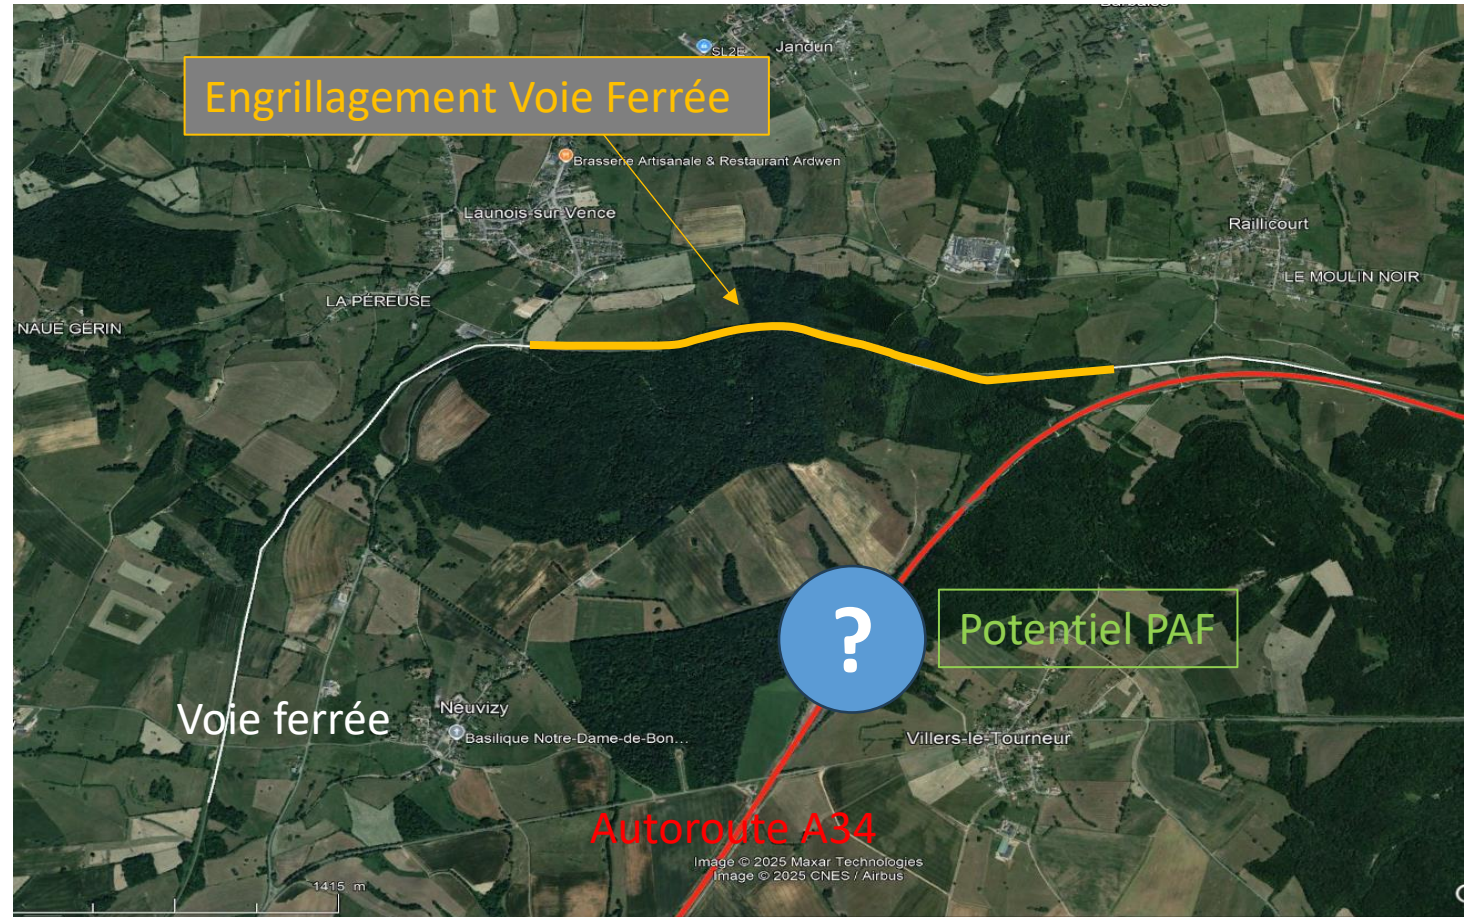 Jandun
SL2E
Engrillagement Voie Ferrée
Brasserie Artisanale & Restaurant Ardwen
Launois-sur-Vence
Raillicourt
LE MOULIN NOIR
LA PÉREUSE
NAUE GÉRIN
?
Potentiel PAF
Neuvizy
Voie ferrée
Basilique Notre-Dame-de-Bon...
Villers-le-Tourneur
Autoroute A34
Image © 2025 Maxar Technologies
Image © 2025 CNES / Airbus
1415 m